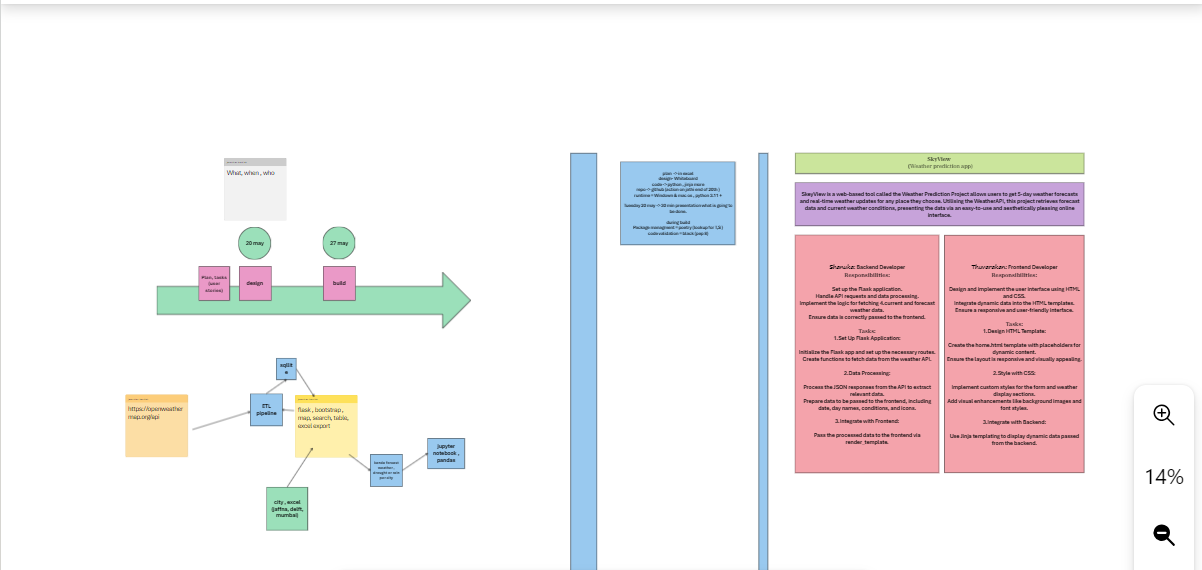 What, when , who
20 may
27 may
Plan, tasks
(user
stories)
design
build
sqllit
e
ETL
pipeline
https://openweather
map.org/api
flask , bootstrap ,
map, search, table,
excel export
jupyter
notebook ,
pandas
city , excel
(jaffna, delft,
mumbai)
plan -> m excel
design- Whiteboard
code-> python , jinja more
runtime = Windows & mac os , python 3.11 +
tuesday 20 may -> 20 min presentation what is going to
be done.
during build
SkyView
(Weather prediction app)
SkyView is a web-based tool called the Weather Prediction Project allows users to get 5-day weather forecasts
and real-time weather updates for any place they choose. Utilising the WeatherAPI, this project retrieves forecast
data and current weather conditions, presenting the data via an easy-to-use and aesthetically pleasing online
interface.
Shanuka: Backend Developer
Responsibilities:
Set up the Flask application.
Handle API requests and data processing.
Implement the logic for fetching 4.current and forecast
weather data.
Ensure data is correctly passed to the frontend.
Tasks:
1.Set Up Flask Application:
Initialize the Flask app and set up the necessary routes.
Create functions to fetch data from the weather API.
2.Data Processing:
Process the JSON responses from the API to extract
relevant data.
Prepare data to be passed to the frontend, including
date, day names, conditions, and icons.
3.Integrate with Frontend:
Pass the processed data to the frontend via
render_template.
Thuvarakan: Frontend Developer
Responsibilities:
Design and implement the user interface using HTML
and CSS.
Integrate dynamic data into the HTML templates.
Ensure a responsive and user-friendly interface.
Tasks:
1.Design HTML Template:
Create the home.html template with placeholders for
dynamic content.
Ensure the layout is responsive and visually appealing.
2.Style with CSS:
Implement custom styles for the form and weather
display sections.
Add visual enhancements like background images and
font styles.
3.Integrate with Backend:
Use Jinja templating to display dynamic data passed
from the backend.
14%